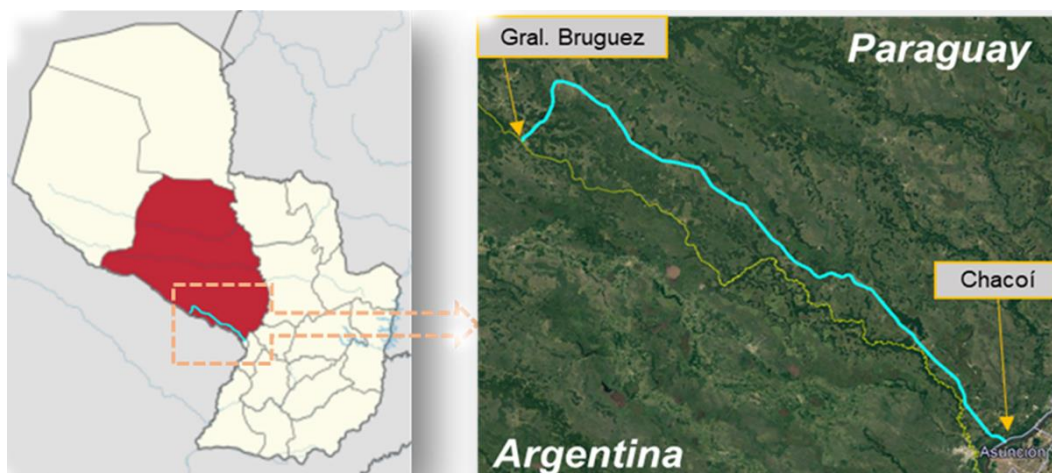 Gral. Bruguez
Paraguay
Chacoí
Asunción
Argentina